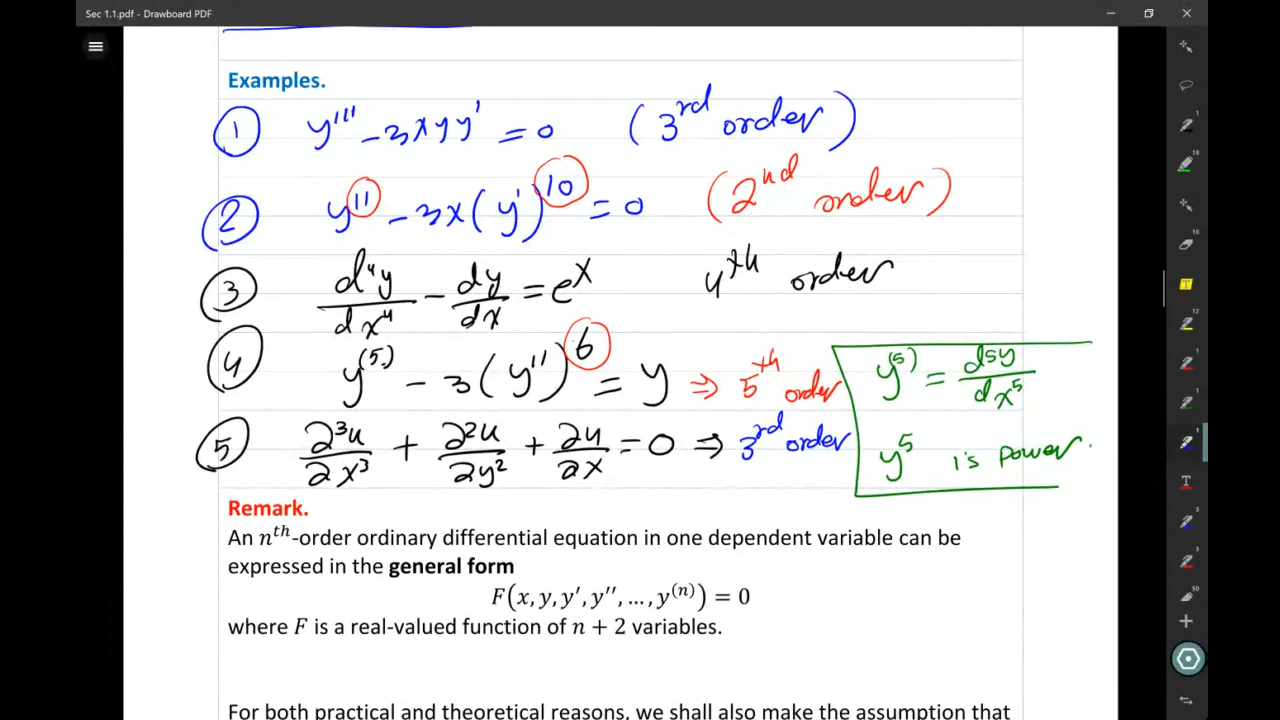 Sec 1.1.pdf - Drawboard PDF
Examples.
① y''' - 3xyy' = 0 (3rd order)
② y'' - 3x(y')^10 = 0 (2nd order)
③ d⁴y/dx⁴ - dy/dx = e^x 4th order
④ y^(5) - 3(y'')^6 = y ⇒ 5th order
y^(5) = d5y/dx^5
⑤ ∂³u/∂x³ + ∂²u/∂y² + ∂u/∂x = 0 ⇒ 3rd order
y^5 is power.
Remark.
An n^th-order ordinary differential equation in one dependent variable can be
expressed in the general form
F(x, y, y', y'', …, y^(n)) = 0
where F is a real-valued function of n + 2 variables.
For both practical and theoretical reasons, we shall also make the assumption that